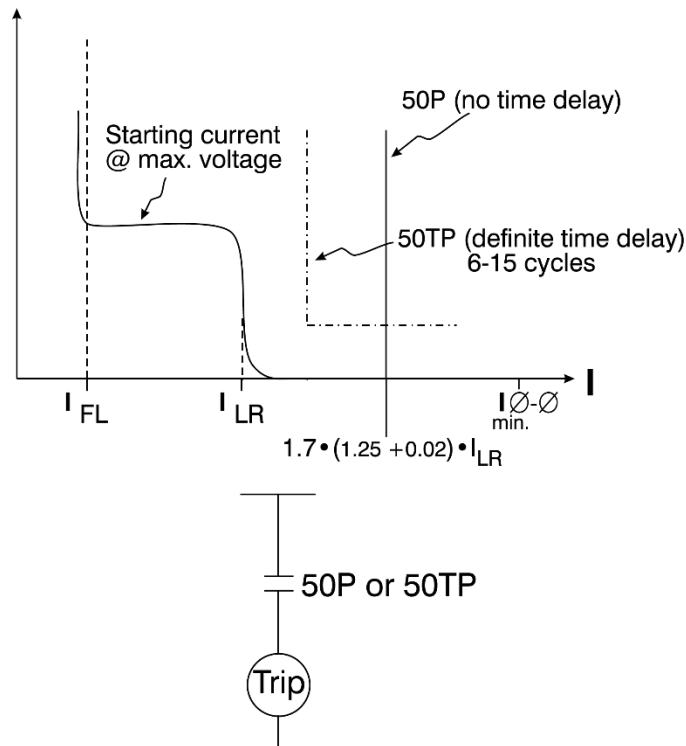 50P (no time delay)
Starting current
@ max. voltage
50TP (definite time delay)
6-15 cycles
I
I FL
I LR
I Ø-Ø
min.
1.7•(1.25 +0.02)•ILR
50P or 50TP
Trip